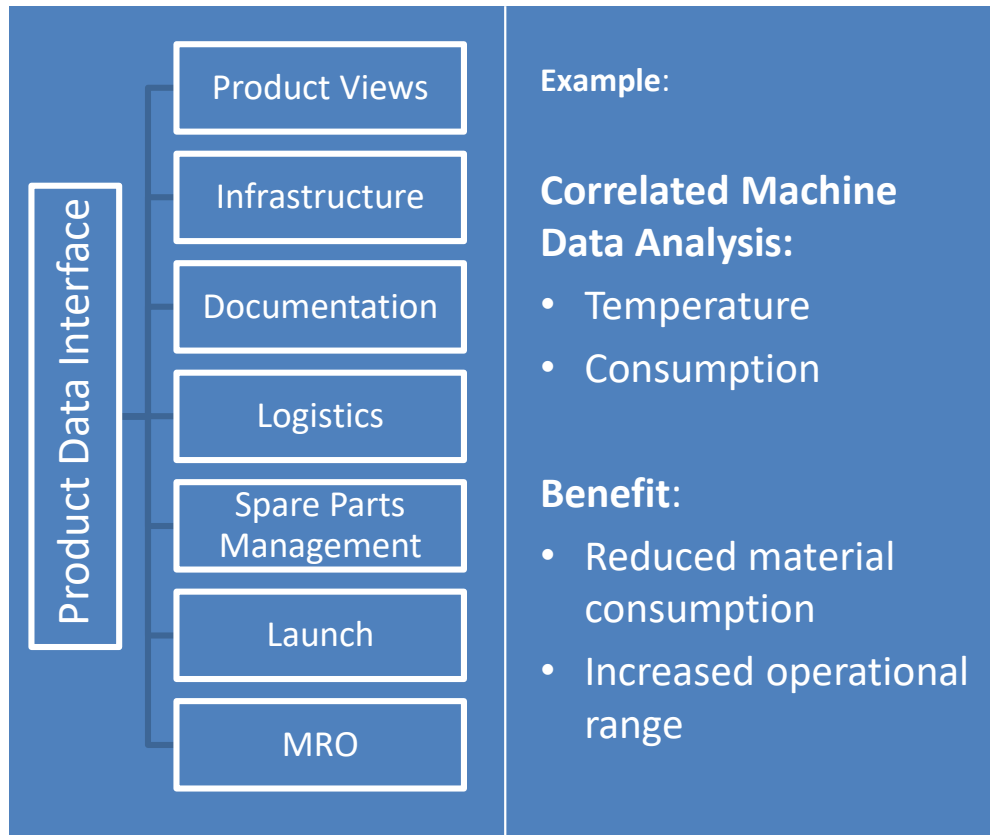 Product Data Interface
Product Views
Infrastructure
Documentation
Logistics
Spare Parts
Management
Launch
MRO
Example:
Correlated Machine
Data Analysis:
• Temperature
• Consumption
Benefit:
• Reduced material
consumption
• Increased operational
range